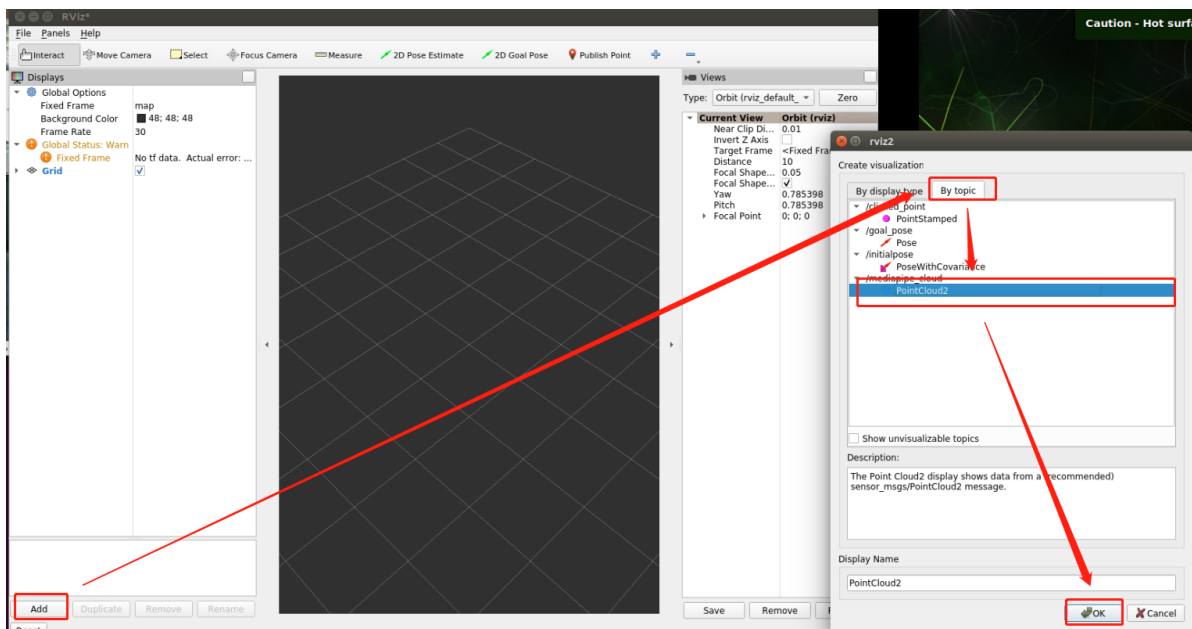 RViz*
Caution - Hot surfa
File Panels Help
Interact Move Camera Select Focus Camera Measure 2D Pose Estimate 2D Goal Pose Publish Point
Displays
Global Options
Fixed Frame map
Background Color 48; 48; 48
Frame Rate 30
Global Status: Warn
Fixed Frame No tf data. Actual error: ...
Grid
Add Duplicate Remove Rename
Views
Type: Orbit (rviz_default_ Zero
Current View Orbit (rviz)
Near Clip Di... 0.01
Invert Z Axis
Target Frame <Fixed Fra
Distance 10
Focal Shape... 0.05
Focal Shape...
Yaw 0.785398
Pitch 0.785398
Focal Point 0; 0; 0
Save Remove
rviz2
Create visualization
By display type By topic
/clicked_point
PointStamped
/goal_pose
Pose
/initialpose
PoseWithCovariance
/mediapipe_cloud
PointCloud2
Show unvisualizable topics
Description:
The Point Cloud2 display shows data from a (recommended)
sensor_msgs/PointCloud2 message.
Display Name
PointCloud2
OK Cancel